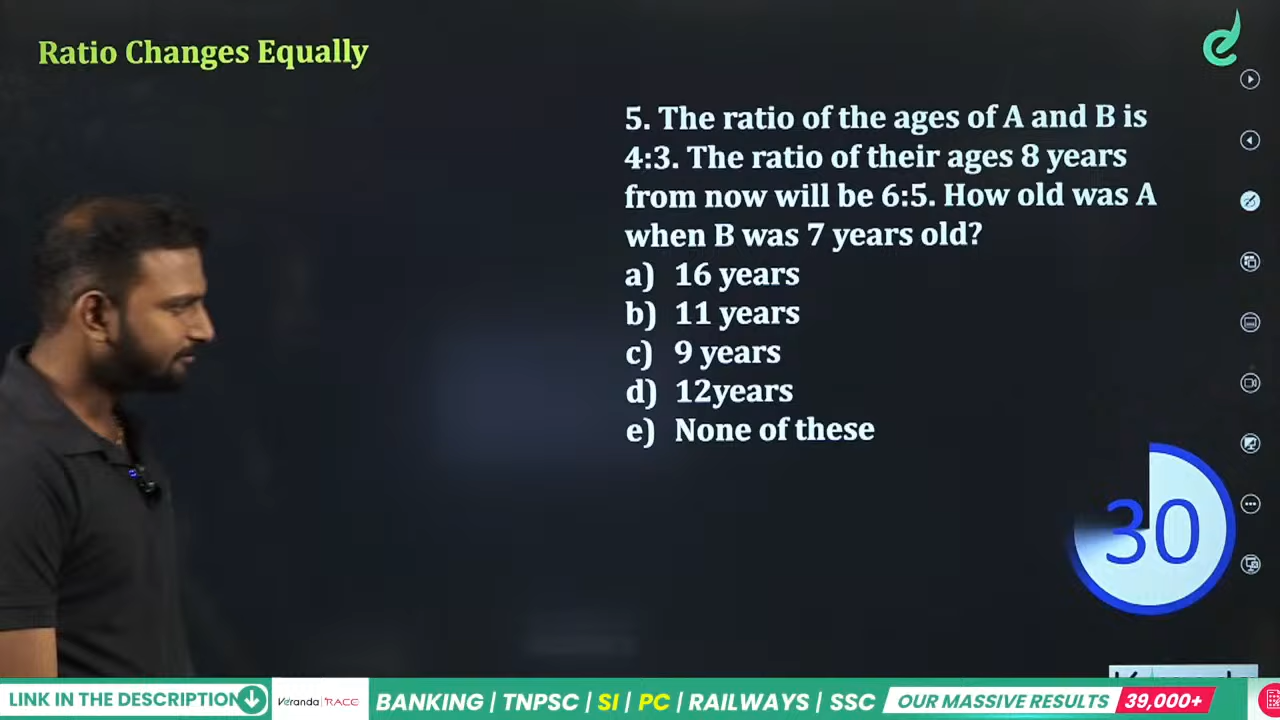 Ratio Changes Equally
5. The ratio of the ages of A and B is
4:3. The ratio of their ages 8 years
from now will be 6:5. How old was A
when B was 7 years old?
a) 16 years
b) 11 years
c) 9 years
d) 12years
e) None of these
30
LINK IN THE DESCRIPTION
Veranda RACE
BANKING | TNPSC | SI | PC | RAILWAYS | SSC
OUR MASSIVE RESULTS 39,000+